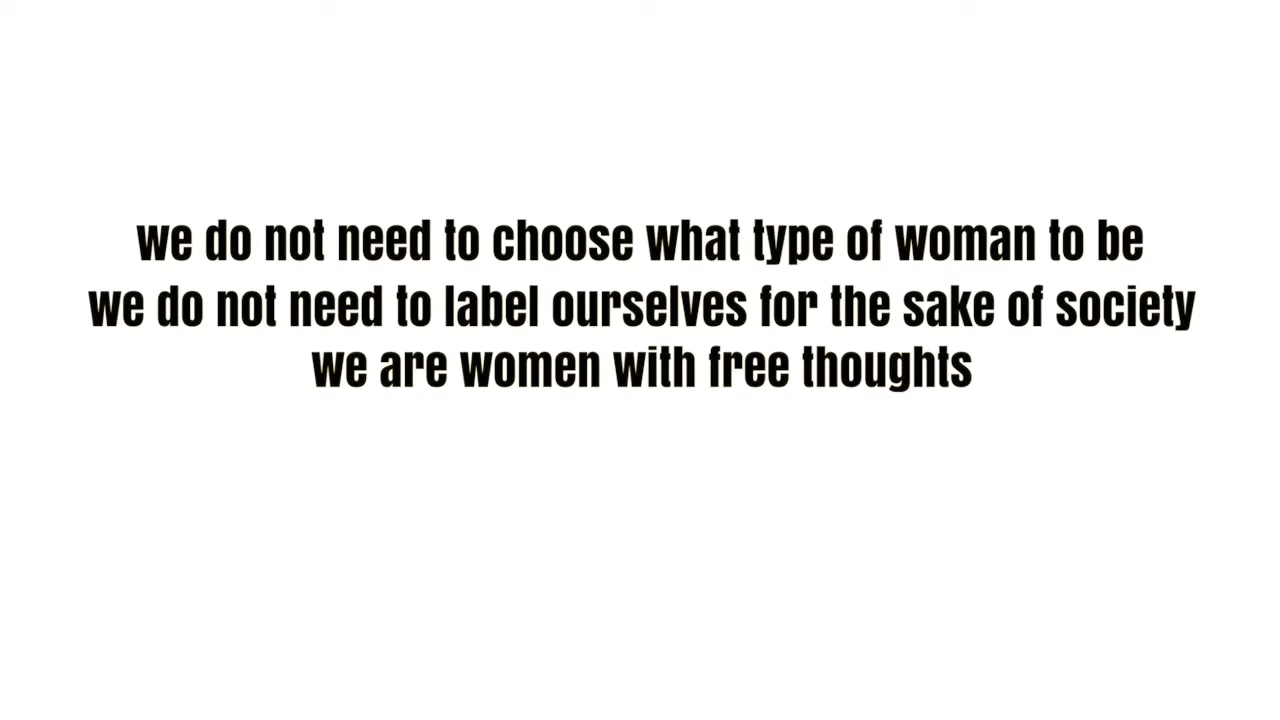 we do not need to choose what type of woman to be
we do not need to label ourselves for the sake of society
we are women with free thoughts